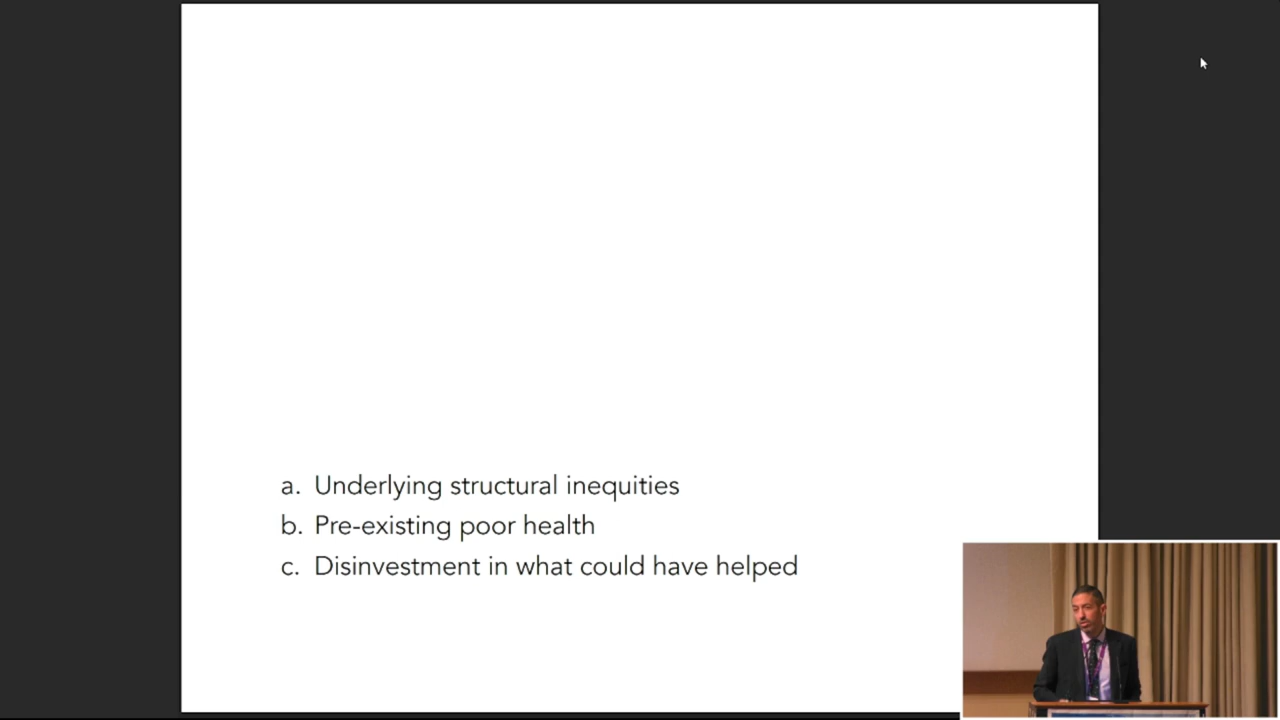 a. Underlying structural inequities
b. Pre-existing poor health
c. Disinvestment in what could have helped